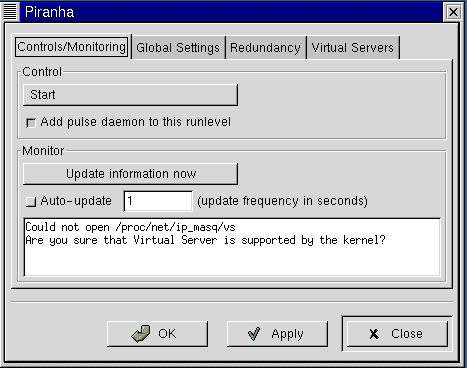 Piranha
Controls/Monitoring Global Settings Redundancy Virtual Servers
Control
Start
Add pulse daemon to this runlevel
Monitor
Update information now
Auto-update 1 (update frequency in seconds)
Could not open /proc/net/ip_masq/vs
Are you sure that Virtual Server is supported by the kernel?
OK Apply Close